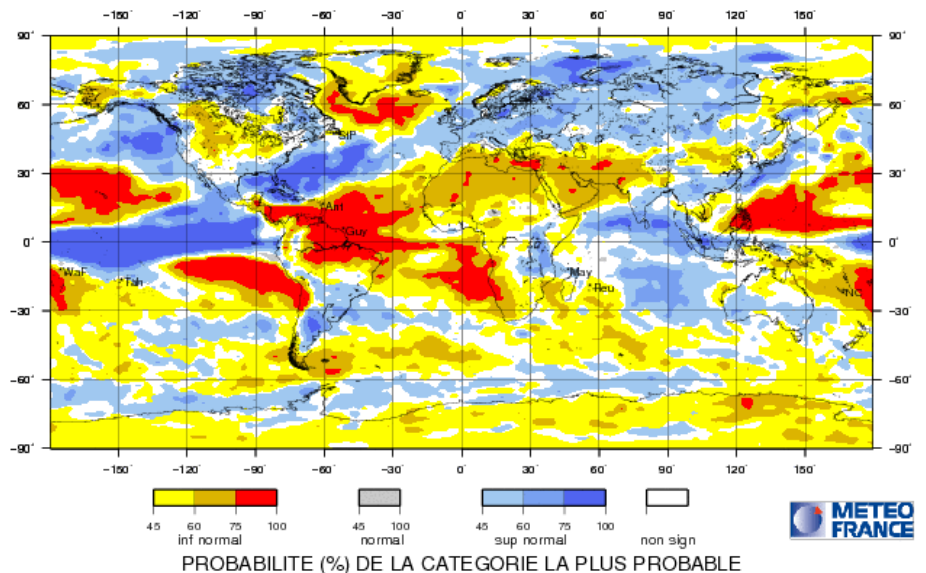 -150° -120° -90° -60° -30° 0° 30° 60° 90° 120° 150°
90° 90°
60° 60°
SIP
30° 30°
Ant
Guy
0° 0°
WaF Tah May Reu NC
-30° -30°
-60° -60°
-90° -90°
-150° -120° -90° -60° -30° 0° 30° 60° 90° 120° 150°
45 60 75 100 45 100 45 60 75 100
inf normal normal sup normal non sign
METEO
FRANCE
PROBABILITE (%) DE LA CATEGORIE LA PLUS PROBABLE